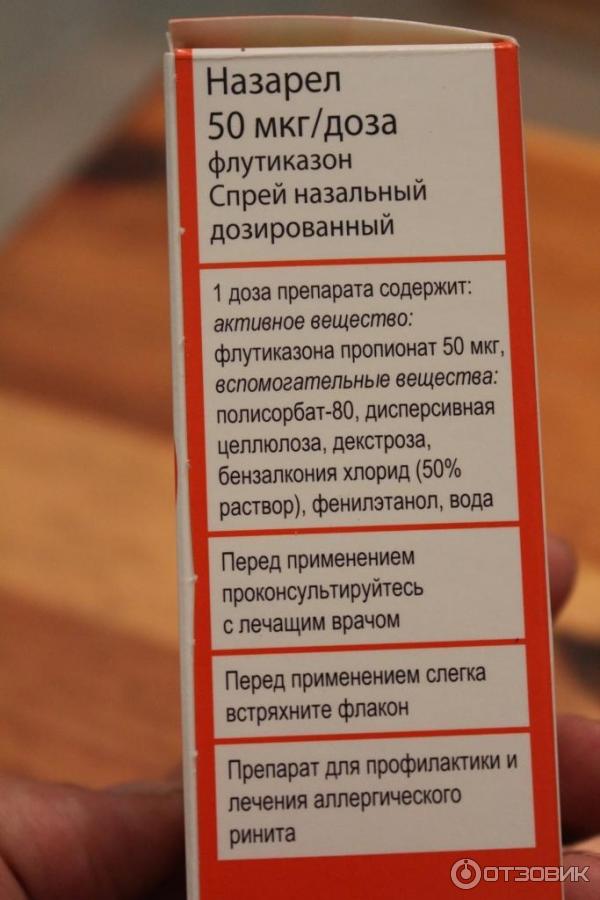 Назарел
50 мкг/доза
флутиказон
Спрей назальный
дозированный
1 доза препарата содержит:
активное вещество:
флутиказона пропионат 50 мкг,
вспомогательные вещества:
полисорбат-80, дисперсивная
целлюлоза, декстроза,
бензалкония хлорид (50%
раствор), фенилэтанол, вода
Перед применением
проконсультируйтесь
с лечащим врачом
Перед применением слегка
встряхните флакон
Препарат для профилактики и
лечения аллергического
ринита
ОТЗОВИК